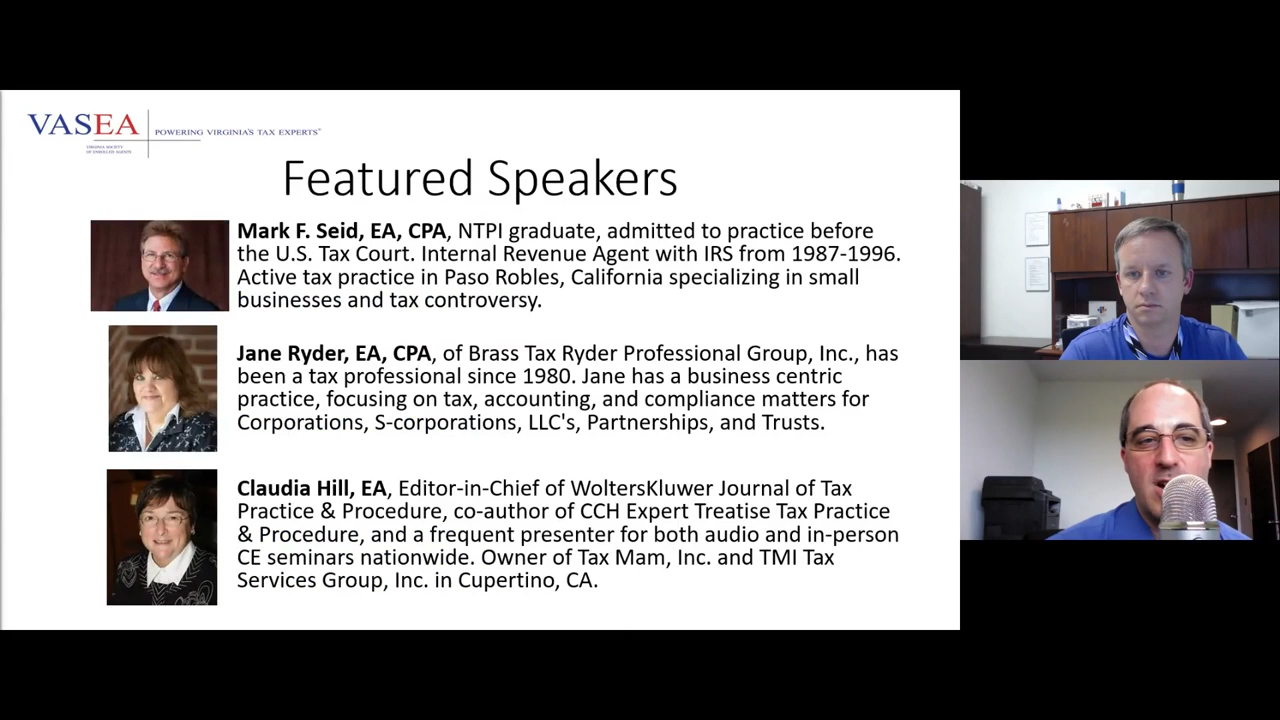 VASEA
POWERING VIRGINIA'S TAX EXPERTS
VIRGINIA SOCIETY
OF ENROLLED AGENTS
Featured Speakers
Mark F. Seid, EA, CPA, NTPI graduate, admitted to practice before
the U.S. Tax Court. Internal Revenue Agent with IRS from 1987-1996.
Active tax practice in Paso Robles, California specializing in small
businesses and tax controversy.
Jane Ryder, EA, CPA, of Brass Tax Ryder Professional Group, Inc., has
been a tax professional since 1980. Jane has a business centric
practice, focusing on tax, accounting, and compliance matters for
Corporations, S-corporations, LLC's, Partnerships, and Trusts.
Claudia Hill, EA, Editor-in-Chief of WoltersKluwer Journal of Tax
Practice & Procedure, co-author of CCH Expert Treatise Tax Practice
& Procedure, and a frequent presenter for both audio and in-person
CE seminars nationwide. Owner of Tax Mam, Inc. and TMI Tax
Services Group, Inc. in Cupertino, CA.